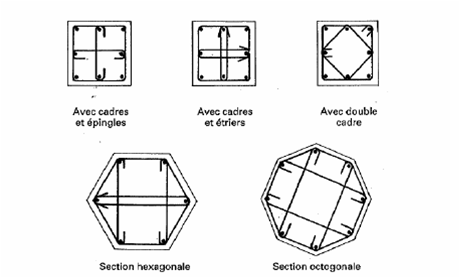 Avec cadres
et épingles
Avec cadres
et étriers
Avec double
cadre
Section hexagonale
Section octogonale